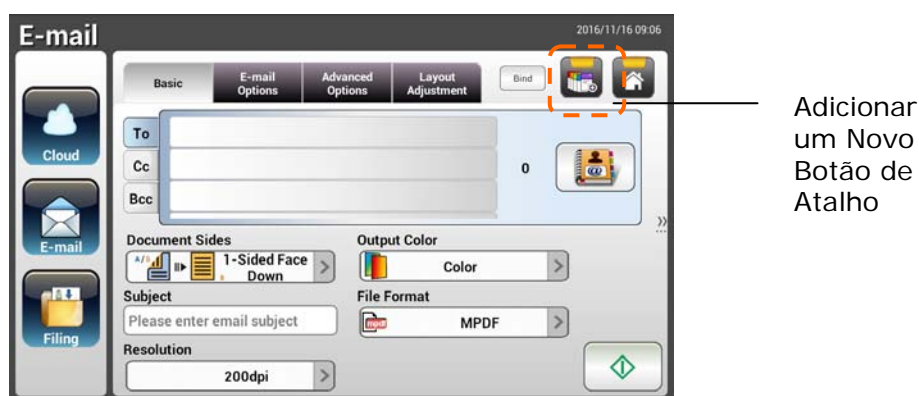 E-mail
2016/11/16 09:06
Basic
E-mail
Options
Advanced
Options
Layout
Adjustment
Bind
Cloud
E-mail
Filing
To
Cc
Bcc
0
Document Sides
1-Sided Face
Down
Output Color
Color
Subject
Please enter email subject
File Format
MPDF
Resolution
200dpi
Adicionar
um Novo
Botão de
Atalho